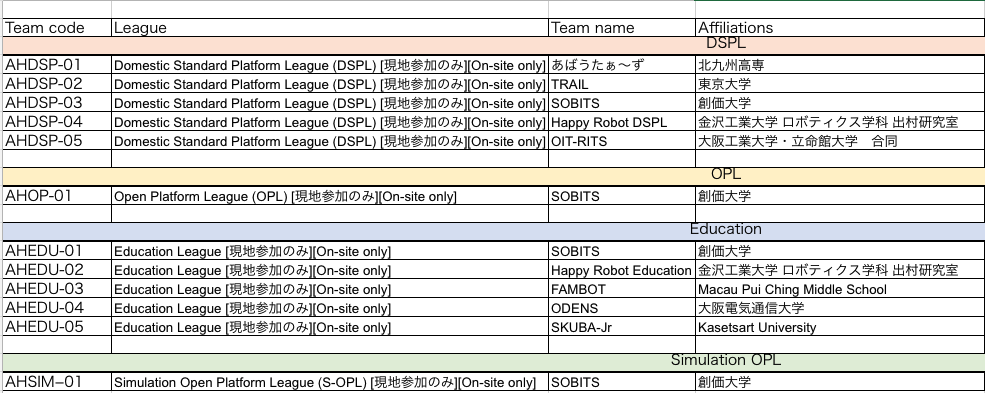 Team code League Team name Affiliations
DSPL
AHDSP-01 Domestic Standard Platform League (DSPL) [現地参加のみ][On-site only] あばうたぁ〜ず 北九州高専
AHDSP-02 Domestic Standard Platform League (DSPL) [現地参加のみ][On-site only] TRAIL 東京大学
AHDSP-03 Domestic Standard Platform League (DSPL) [現地参加のみ][On-site only] SOBITS 創価大学
AHDSP-04 Domestic Standard Platform League (DSPL) [現地参加のみ][On-site only] Happy Robot DSPL 金沢工業大学 ロボティクス学科 出村研究室
AHDSP-05 Domestic Standard Platform League (DSPL) [現地参加のみ][On-site only] OIT-RITS 大阪工業大学・立命館大学　合同
OPL
AHOP-01 Open Platform League (OPL) [現地参加のみ][On-site only] SOBITS 創価大学
Education
AHEDU-01 Education League [現地参加のみ][On-site only] SOBITS 創価大学
AHEDU-02 Education League [現地参加のみ][On-site only] Happy Robot Education 金沢工業大学 ロボティクス学科 出村研究室
AHEDU-03 Education League [現地参加のみ][On-site only] FAMBOT Macau Pui Ching Middle School
AHEDU-04 Education League [現地参加のみ][On-site only] ODENS 大阪電気通信大学
AHEDU-05 Education League [現地参加のみ][On-site only] SKUBA-Jr Kasetsart University
Simulation OPL
AHSIM–01 Simulation Open Platform League (S-OPL) [現地参加のみ][On-site only] SOBITS 創価大学